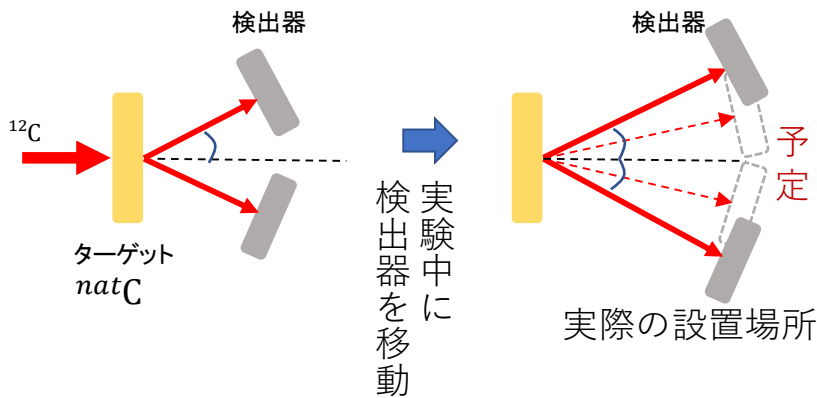 検出器
¹²C
ターゲット
natC
実験中に
検出器を移動
検出器
予定
実際の設置場所